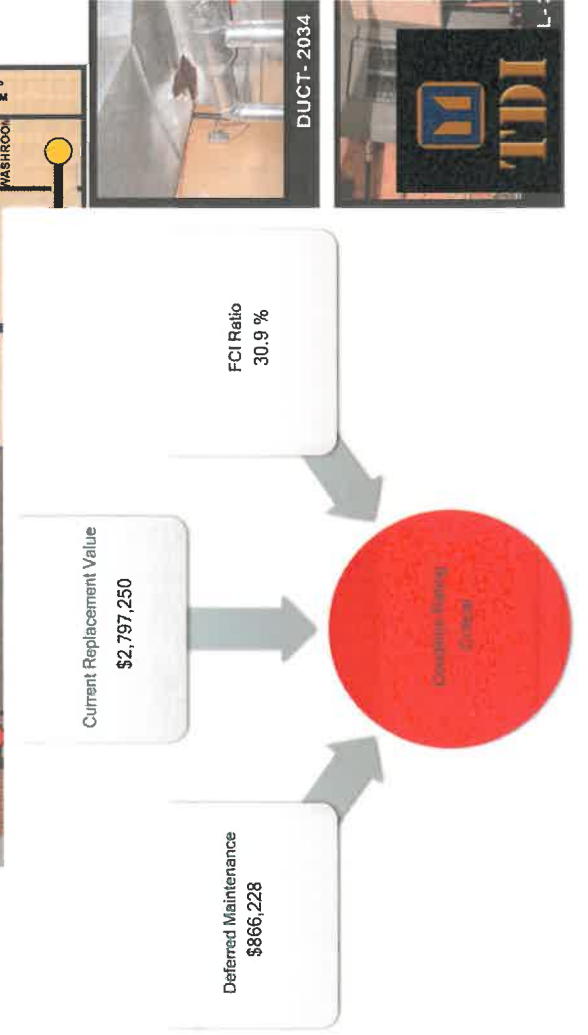 WASHROOM
DUCT- 2034
TDI
L-
Deferred Maintenance
$866,228
Current Replacement Value
$2,797,250
FCI Ratio
30.9 %
Condition Rating
Critical